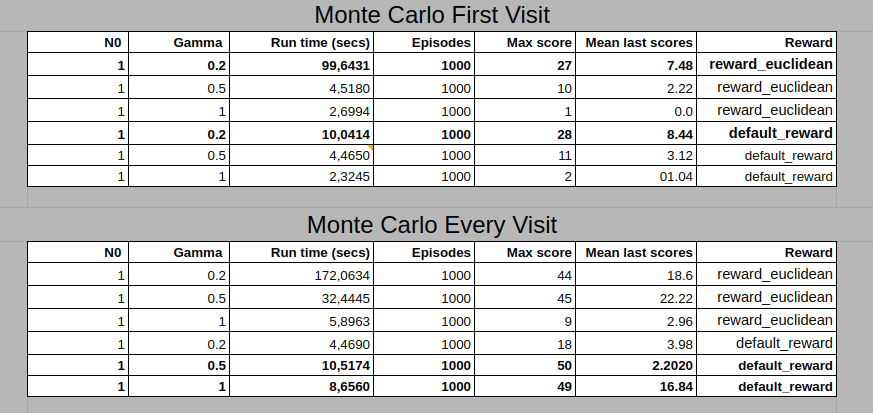 Monte Carlo First Visit
N0 Gamma Run time (secs) Episodes Max score Mean last scores Reward
1 0.2 99,6431 1000 27 7.48 reward_euclidean
1 0.5 4,5180 1000 10 2.22 reward_euclidean
1 1 2,6994 1000 1 0.0 reward_euclidean
1 0.2 10,0414 1000 28 8.44 default_reward
1 0.5 4,4650 1000 11 3.12 default_reward
1 1 2,3245 1000 2 01.04 default_reward
Monte Carlo Every Visit
N0 Gamma Run time (secs) Episodes Max score Mean last scores Reward
1 0.2 172,0634 1000 44 18.6 reward_euclidean
1 0.5 32,4445 1000 45 22.22 reward_euclidean
1 1 5,8963 1000 9 2.96 reward_euclidean
1 0.2 4,4690 1000 18 3.98 default_reward
1 0.5 10,5174 1000 50 2.2020 default_reward
1 1 8,6560 1000 49 16.84 default_reward